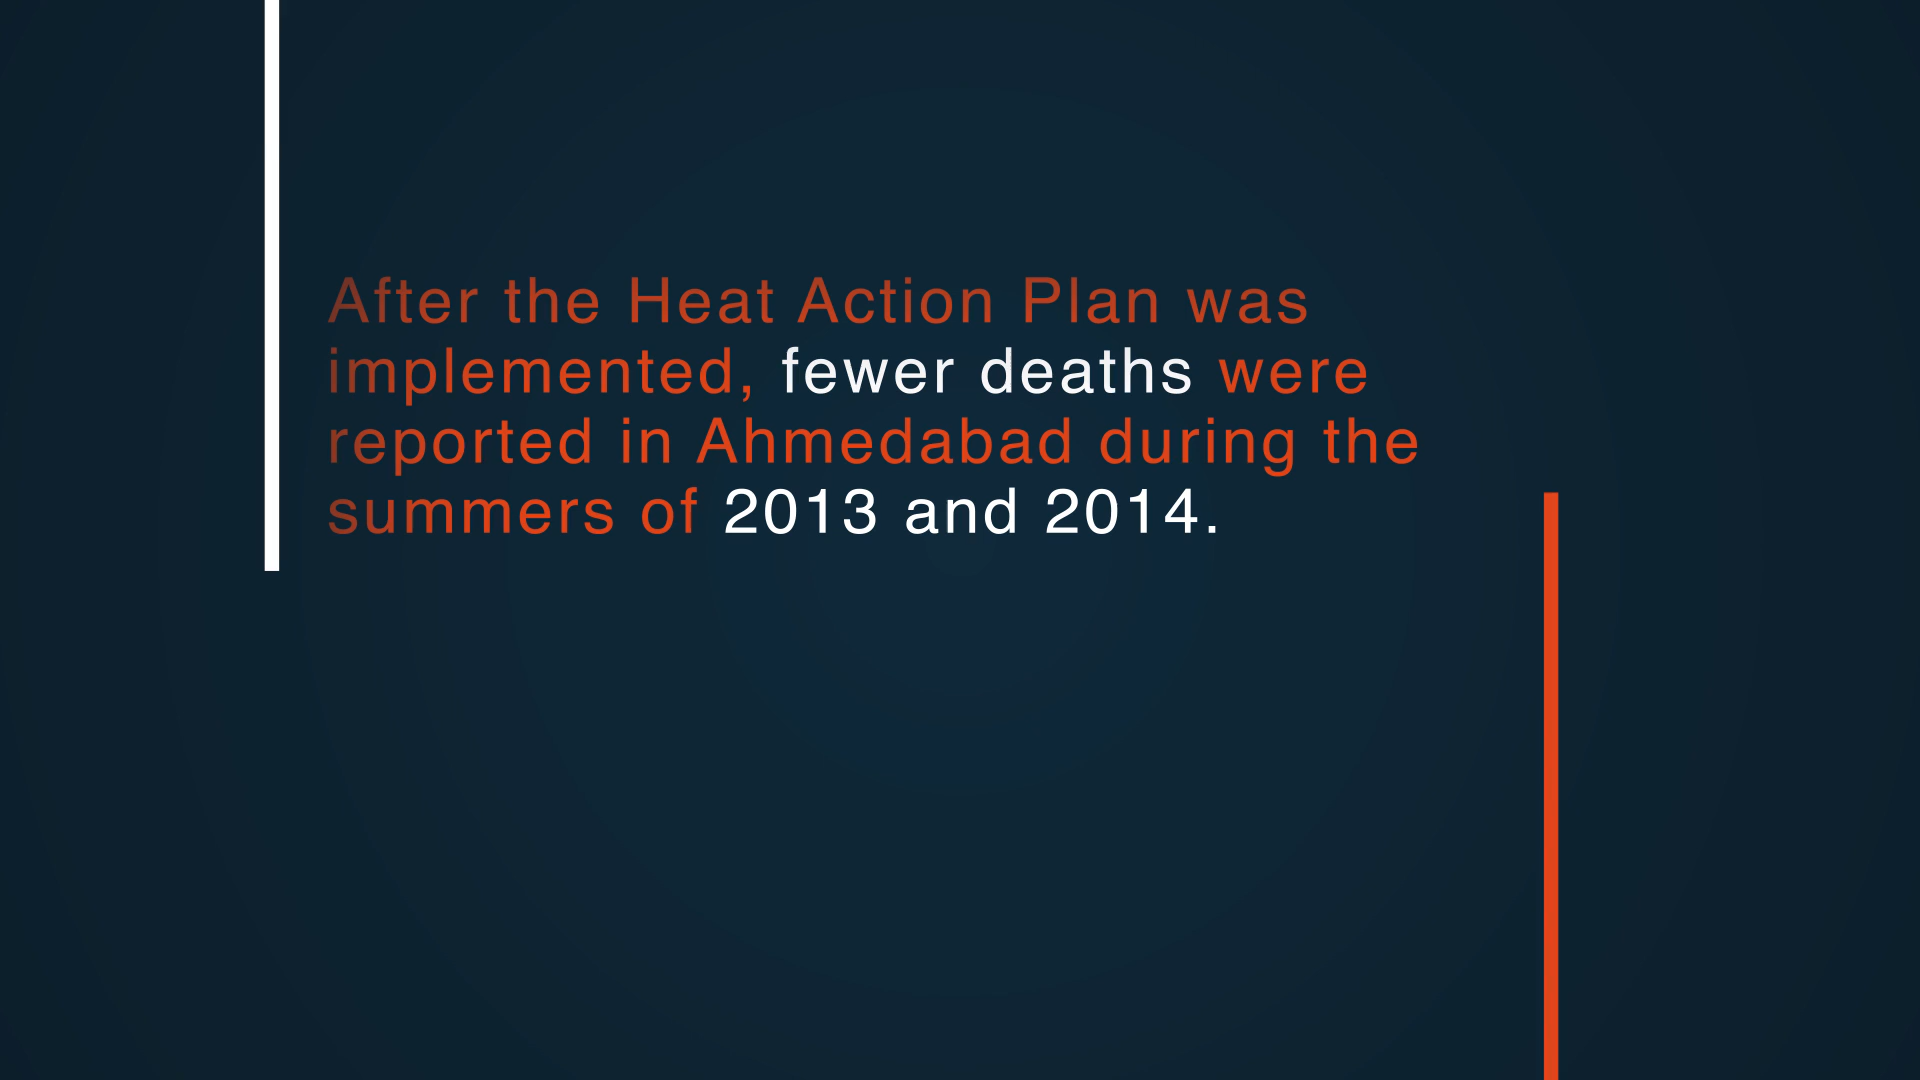 After the Heat Action Plan was
implemented, fewer deaths were
reported in Ahmedabad during the
summers of 2013 and 2014.